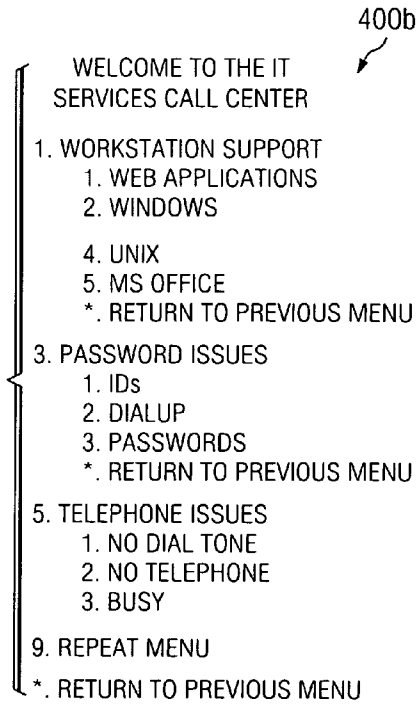 400b
WELCOME TO THE IT
SERVICES CALL CENTER
1. WORKSTATION SUPPORT
1. WEB APPLICATIONS
2. WINDOWS
4. UNIX
5. MS OFFICE
*. RETURN TO PREVIOUS MENU
3. PASSWORD ISSUES
1. IDs
2. DIALUP
3. PASSWORDS
*. RETURN TO PREVIOUS MENU
5. TELEPHONE ISSUES
1. NO DIAL TONE
2. NO TELEPHONE
3. BUSY
9. REPEAT MENU
*. RETURN TO PREVIOUS MENU